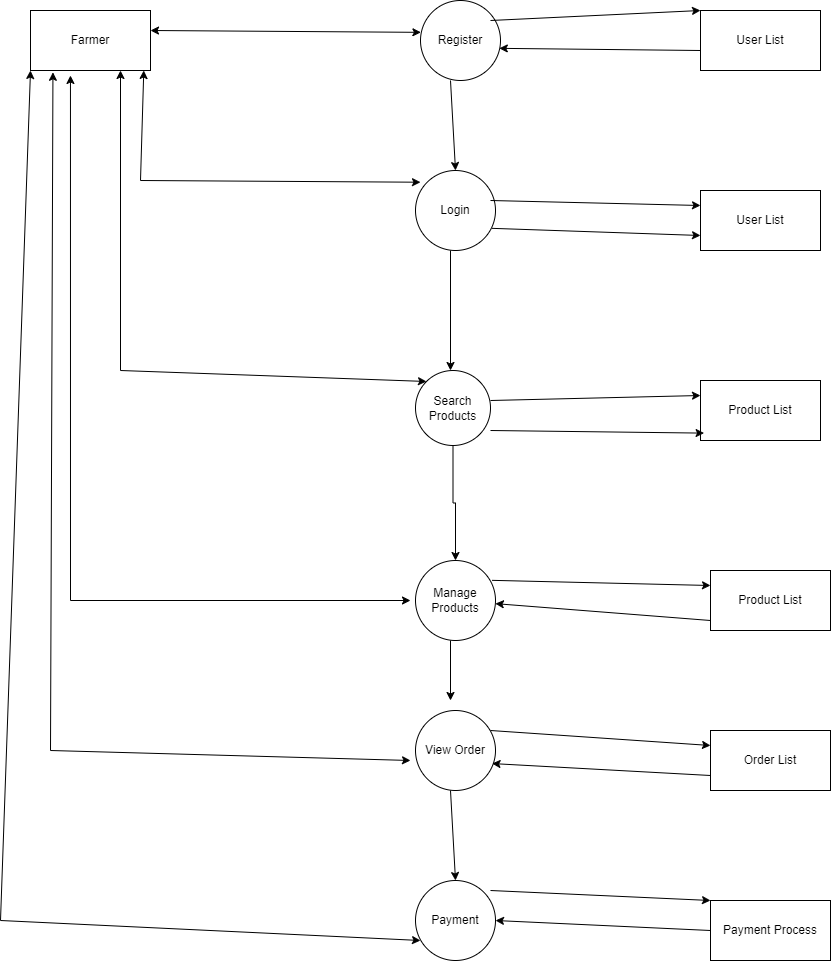 Farmer
Register
User List
Login
User List
Search
Products
Product List
Manage
Products
Product List
View Order
Order List
Payment
Payment Process